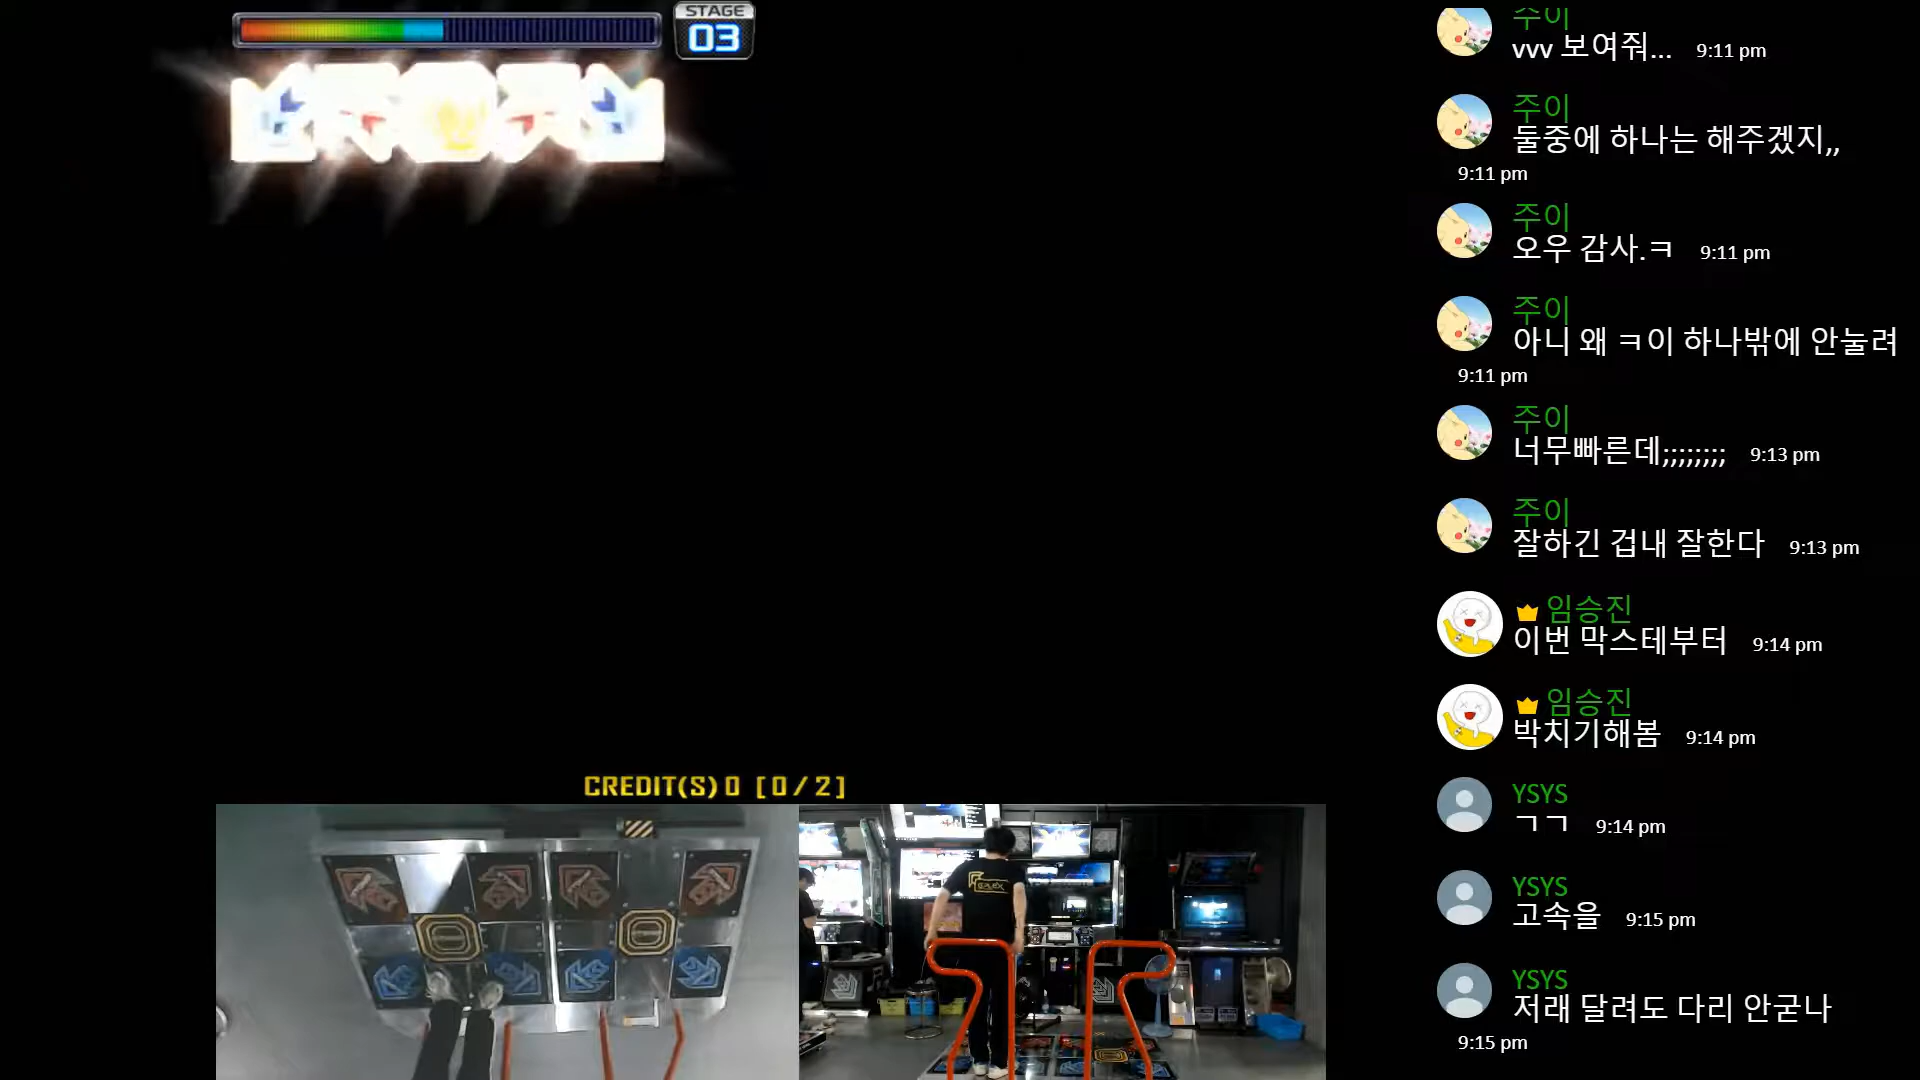 STAGE
03
주이
vvv 보여줘... 9:11 pm
주이
둘중에 하나는 해주겠지,,
9:11 pm
주이
오우 감사.ㅋ 9:11 pm
주이
아니 왜 ㅋ이 하나밖에 안눌려
9:11 pm
주이
너무빠른데;;;;;;;; 9:13 pm
주이
잘하긴 겁내 잘한다 9:13 pm
임승진
이번 막스테부터 9:14 pm
임승진
박치기해봄 9:14 pm
YSYS
ㄱㄱ 9:14 pm
YSYS
고속을 9:15 pm
YSYS
저래 달려도 다리 안굳나
9:15 pm
CREDIT(S) 0 [ 0 / 2 ]